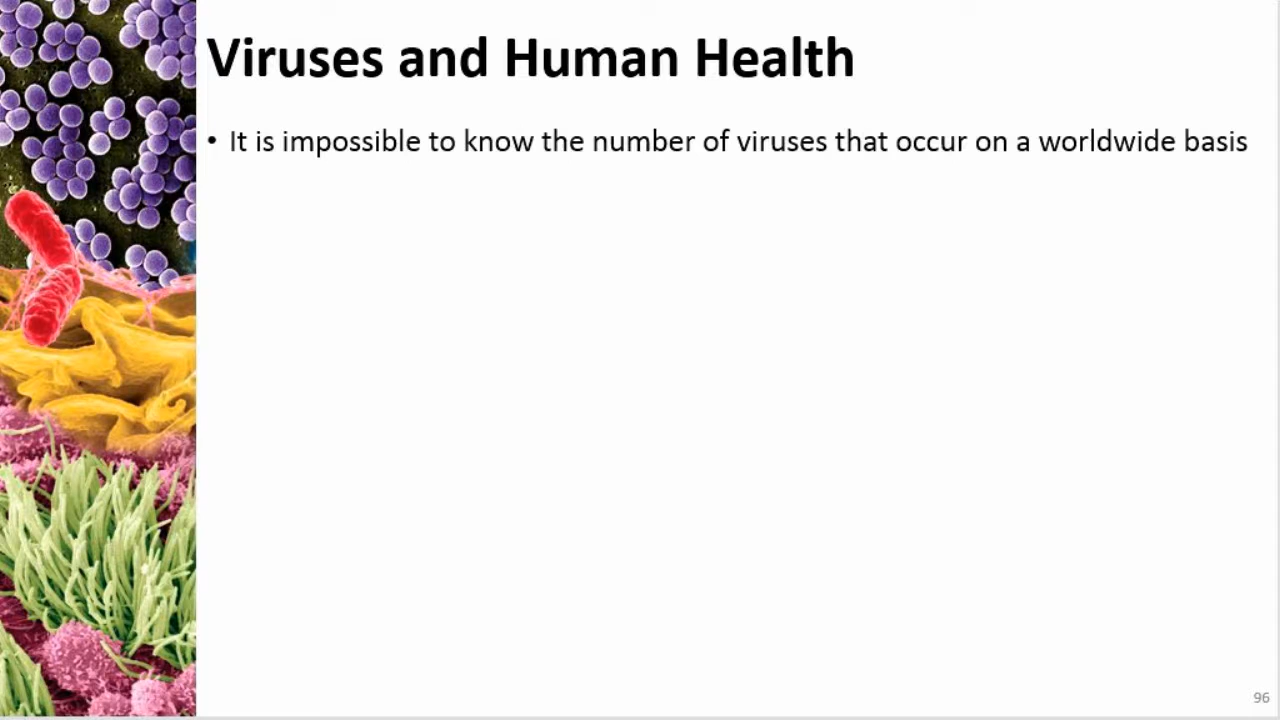 Viruses and Human Health
• It is impossible to know the number of viruses that occur on a worldwide basis
96